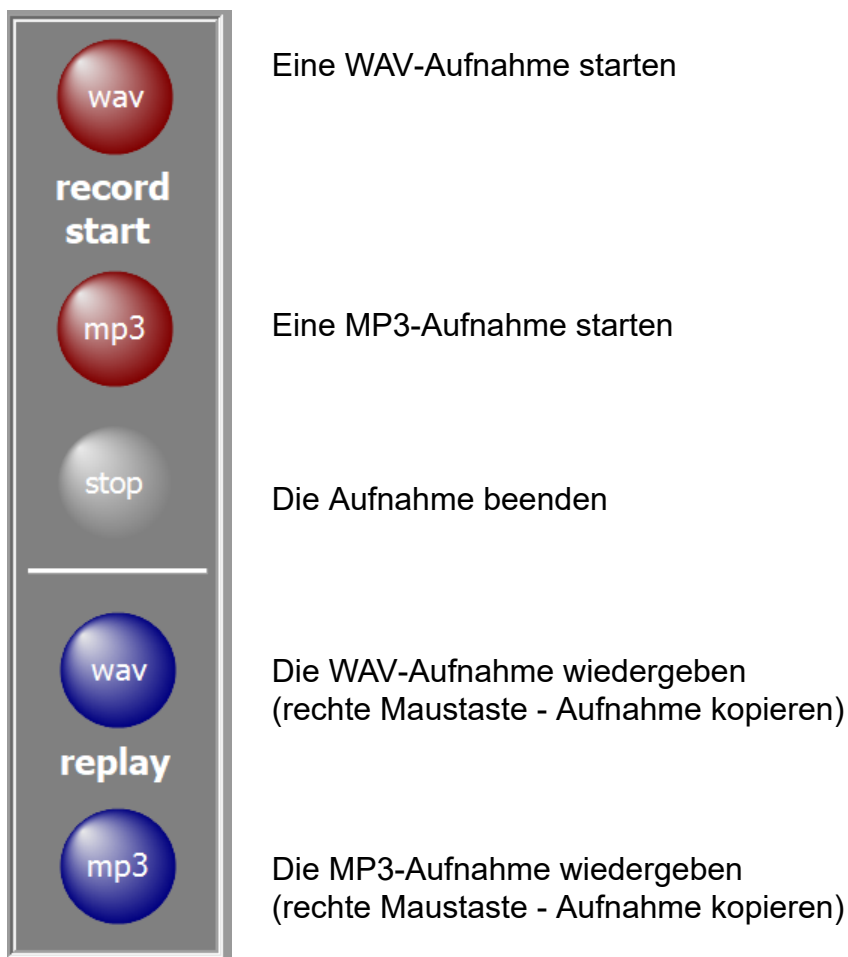 wav
Eine WAV-Aufnahme starten
record
start
mp3
Eine MP3-Aufnahme starten
stop
Die Aufnahme beenden
wav
Die WAV-Aufnahme wiedergeben
(rechte Maustaste - Aufnahme kopieren)
replay
mp3
Die MP3-Aufnahme wiedergeben
(rechte Maustaste - Aufnahme kopieren)